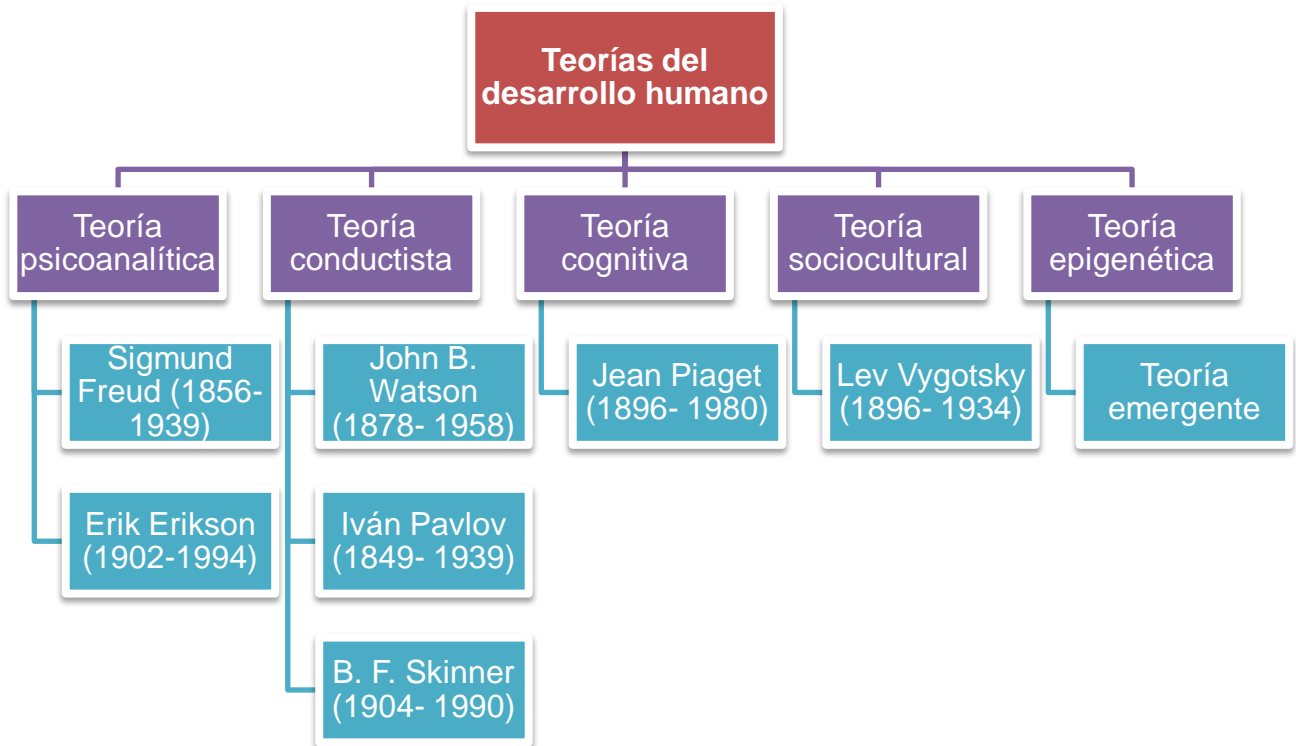 Teorías del
desarrollo humano
Teoría
psicoanalítica
Teoría
conductista
Teoría
cognitiva
Teoría
sociocultural
Teoría
epigenética
Sigmund
Freud (1856-
1939)
Erik Erikson
(1902-1994)
John B.
Watson
(1878- 1958)
Iván Pavlov
(1849- 1939)
B. F. Skinner
(1904- 1990)
Jean Piaget
(1896- 1980)
Lev Vygotsky
(1896- 1934)
Teoría
emergente